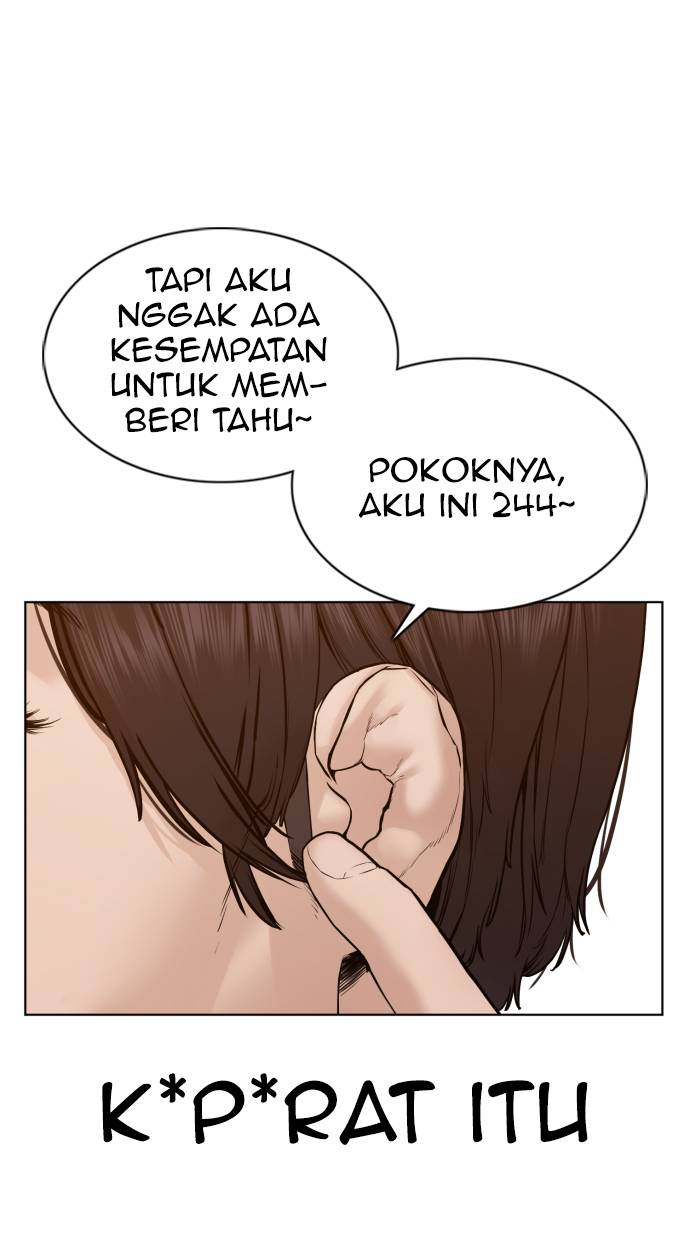 TAPI AKU
NGGAK ADA
KESEMPATAN
UNTUK MEM-
BERI TAHU~
POKOKNYA,
AKU INI 244~
K*P*RAT ITU